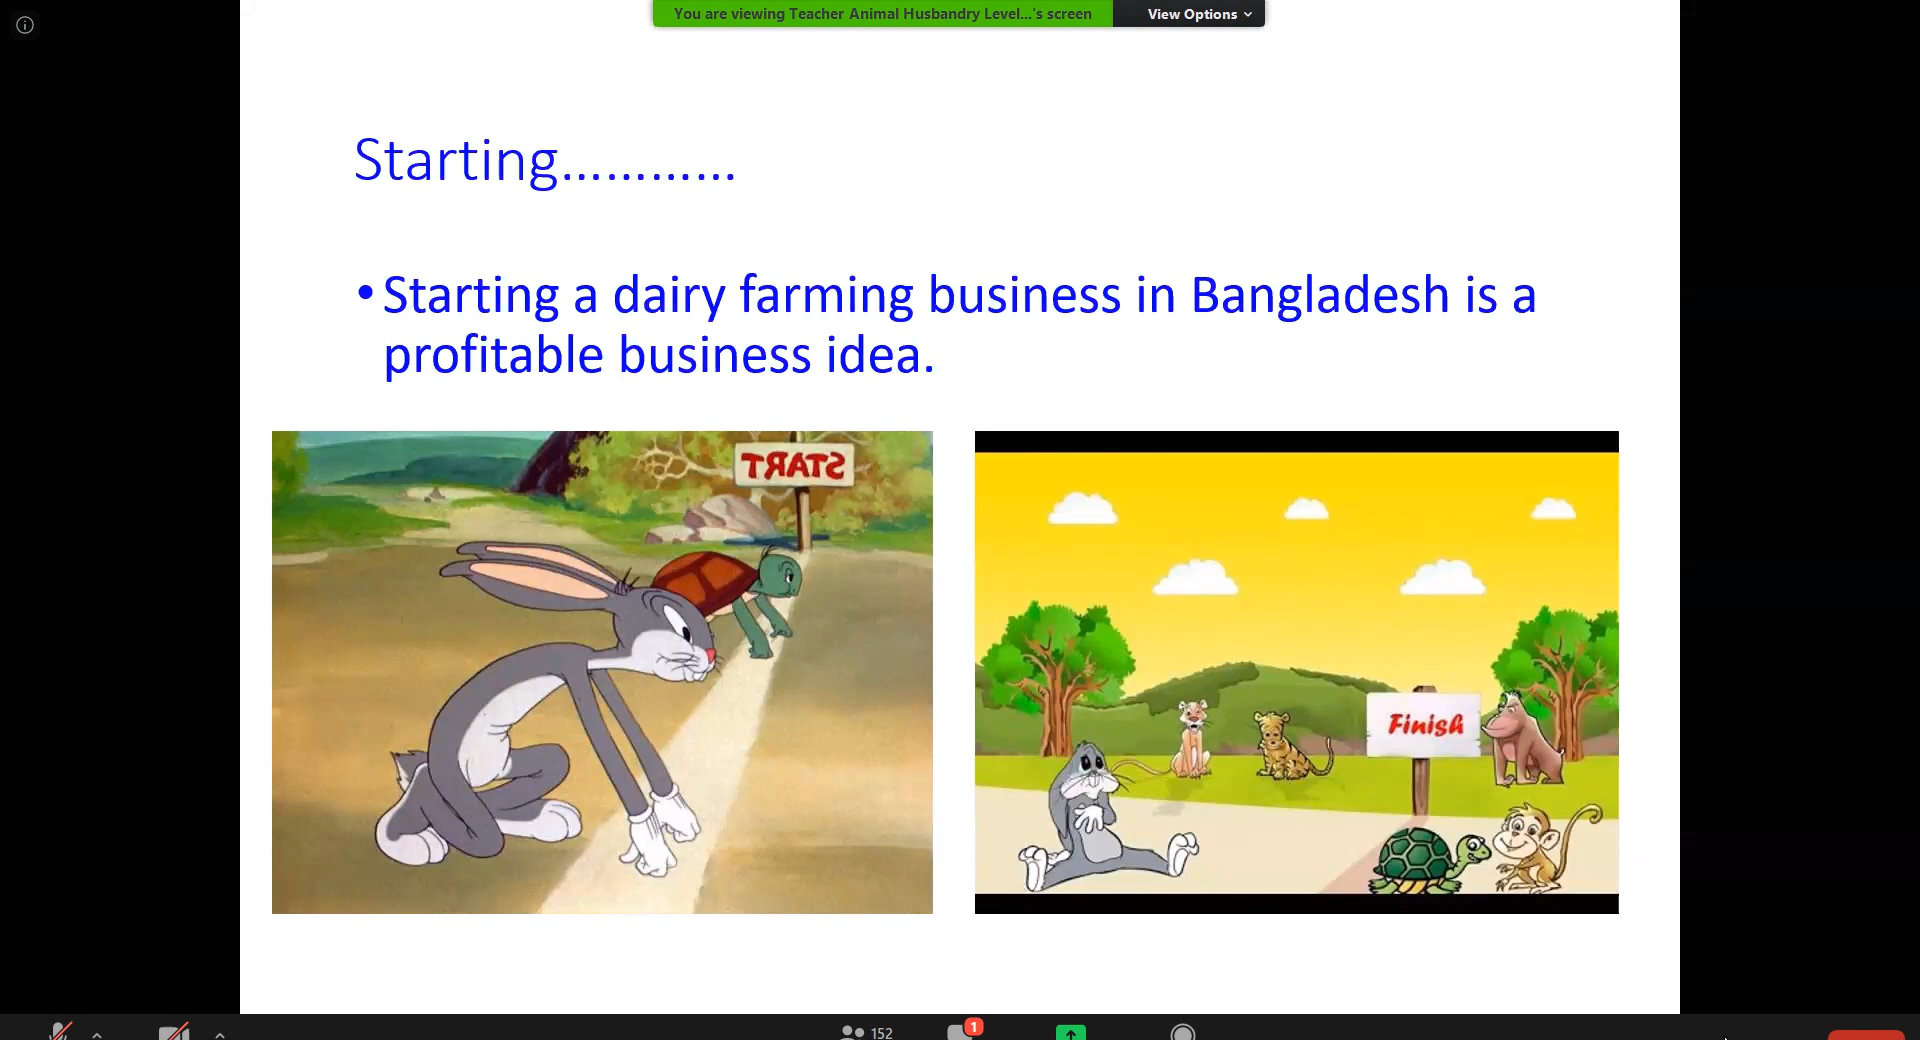 You are viewing Teacher Animal Husbandry Level...'s screen
View Options
Starting............
•Starting a dairy farming business in Bangladesh is a
profitable business idea.
START
Finish
152
1